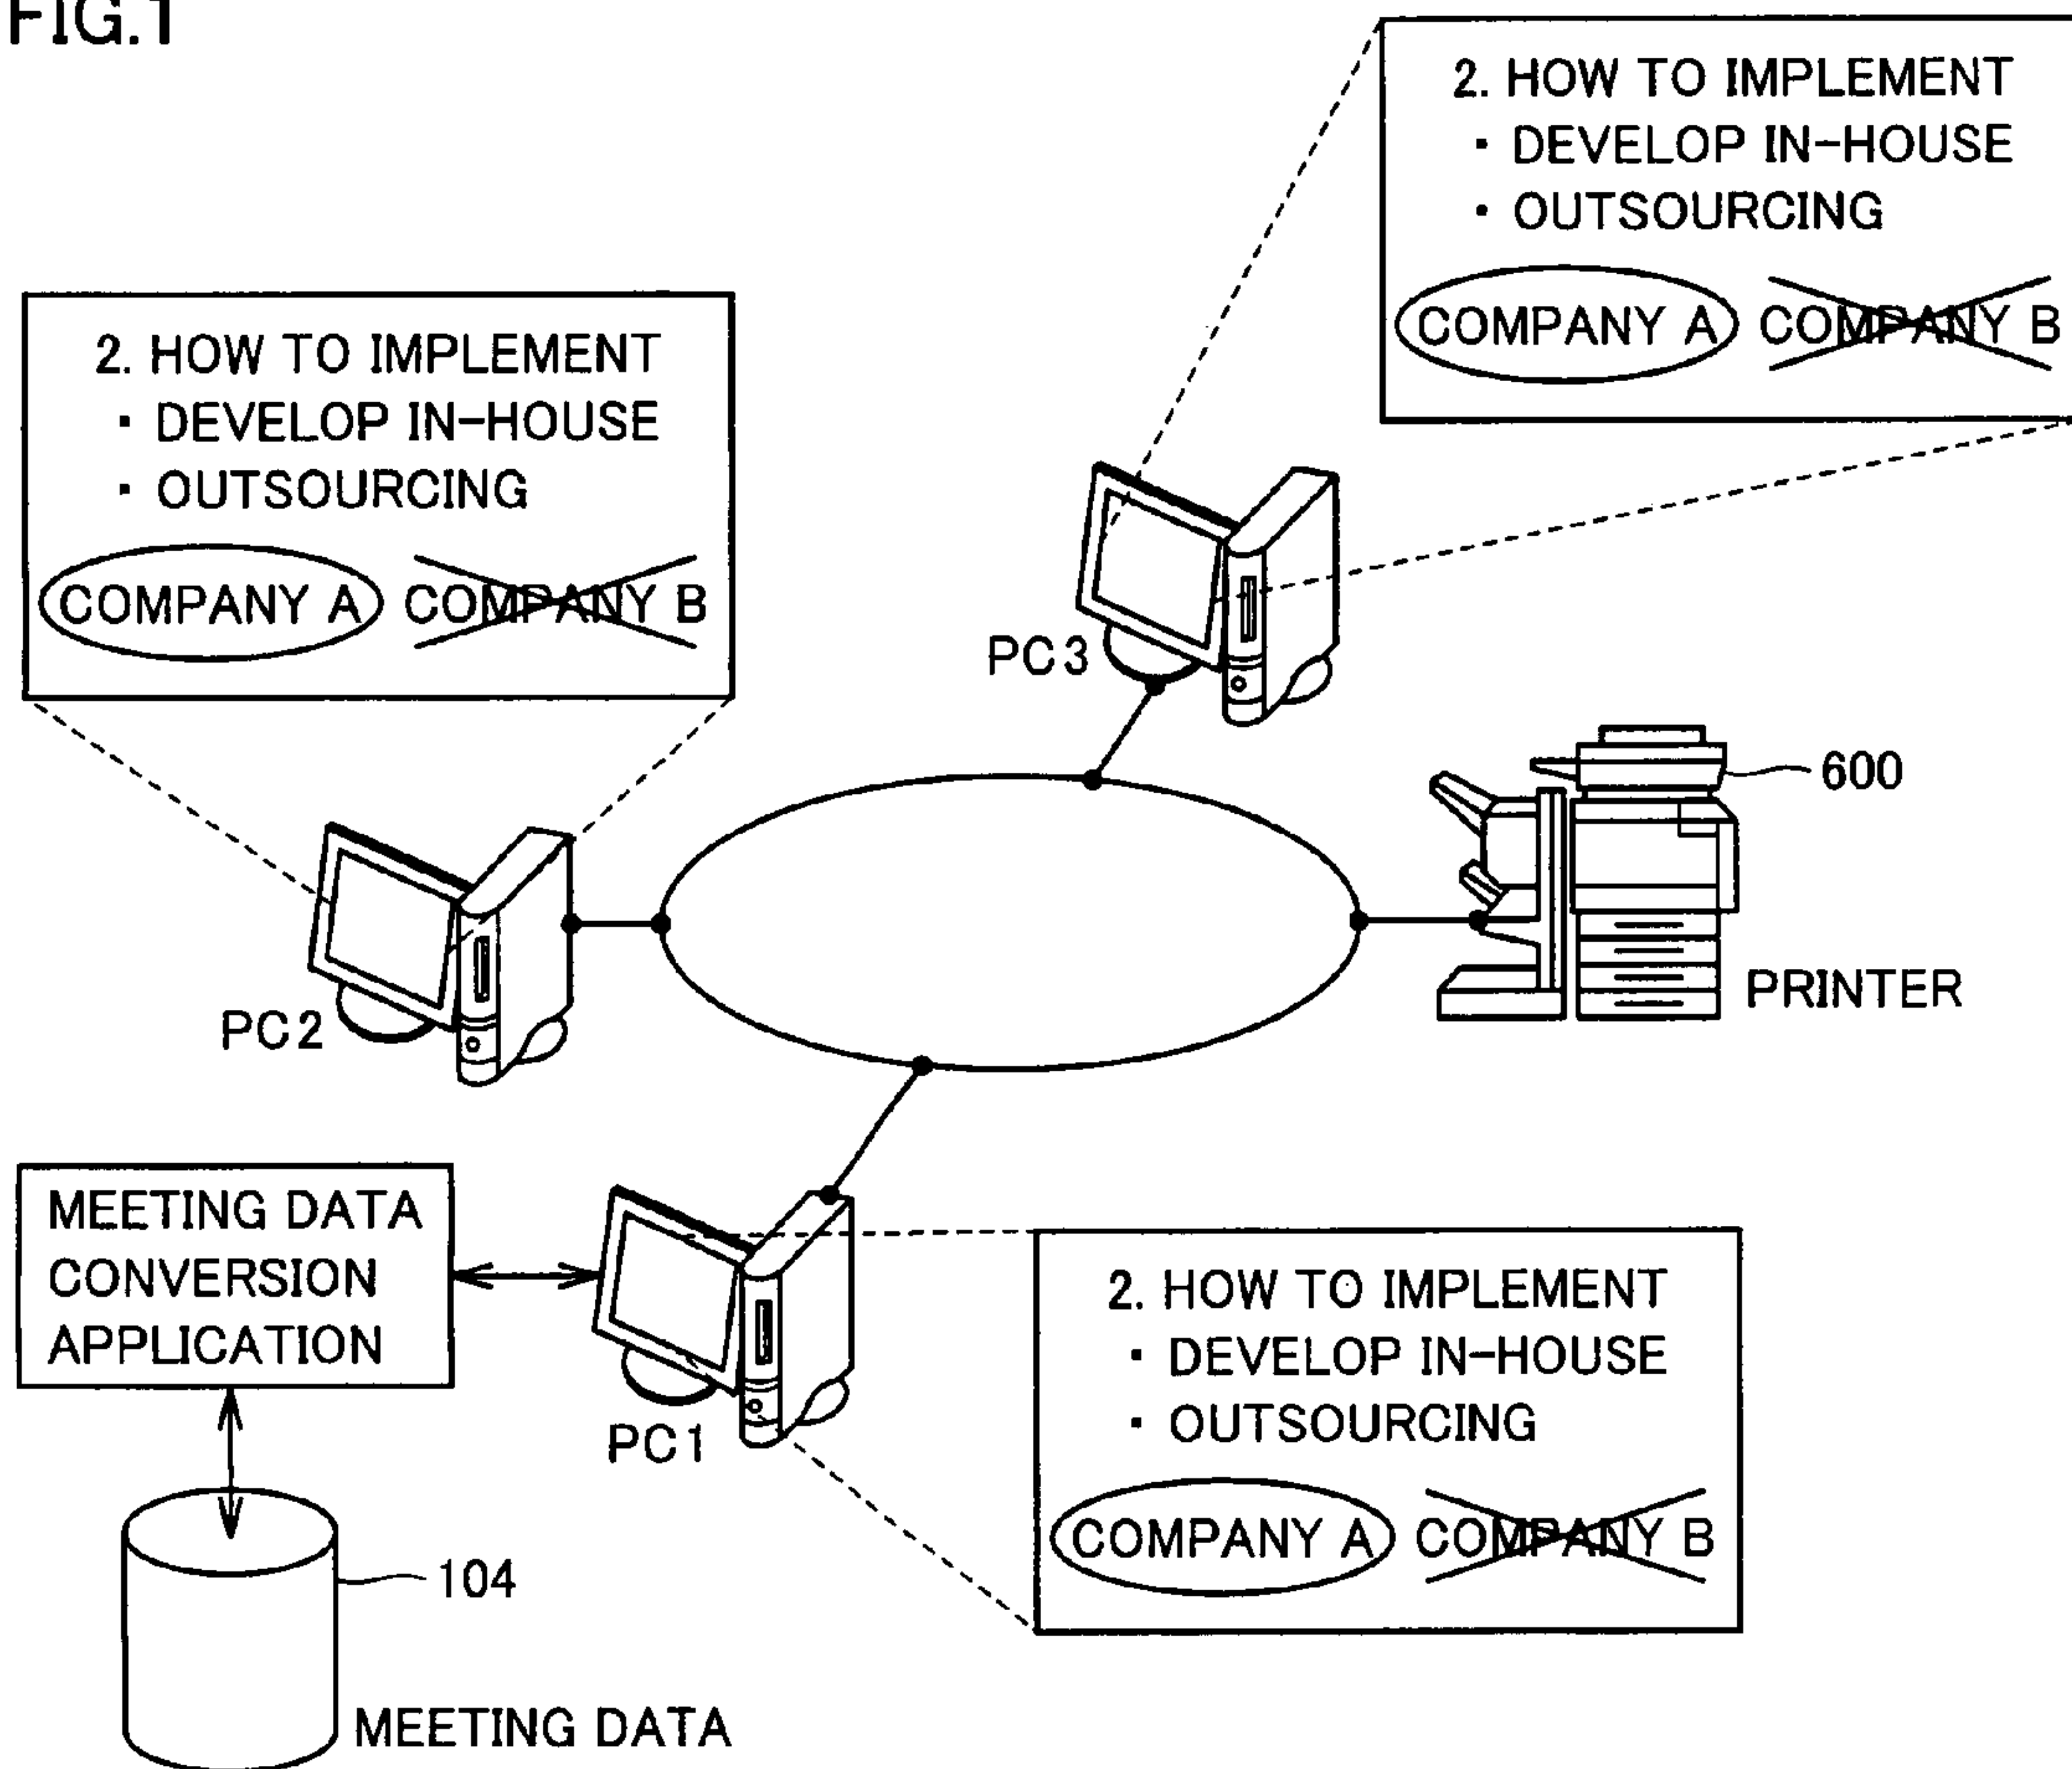 FIG.1
2. HOW TO IMPLEMENT
・ DEVELOP IN-HOUSE
・ OUTSOURCING
COMPANY A COMPANY B
2. HOW TO IMPLEMENT
・ DEVELOP IN-HOUSE
・ OUTSOURCING
COMPANY A COMPANY B
PC3
600
PRINTER
PC2
MEETING DATA
CONVERSION
APPLICATION
PC1
2. HOW TO IMPLEMENT
・ DEVELOP IN-HOUSE
・ OUTSOURCING
COMPANY A COMPANY B
104
MEETING DATA